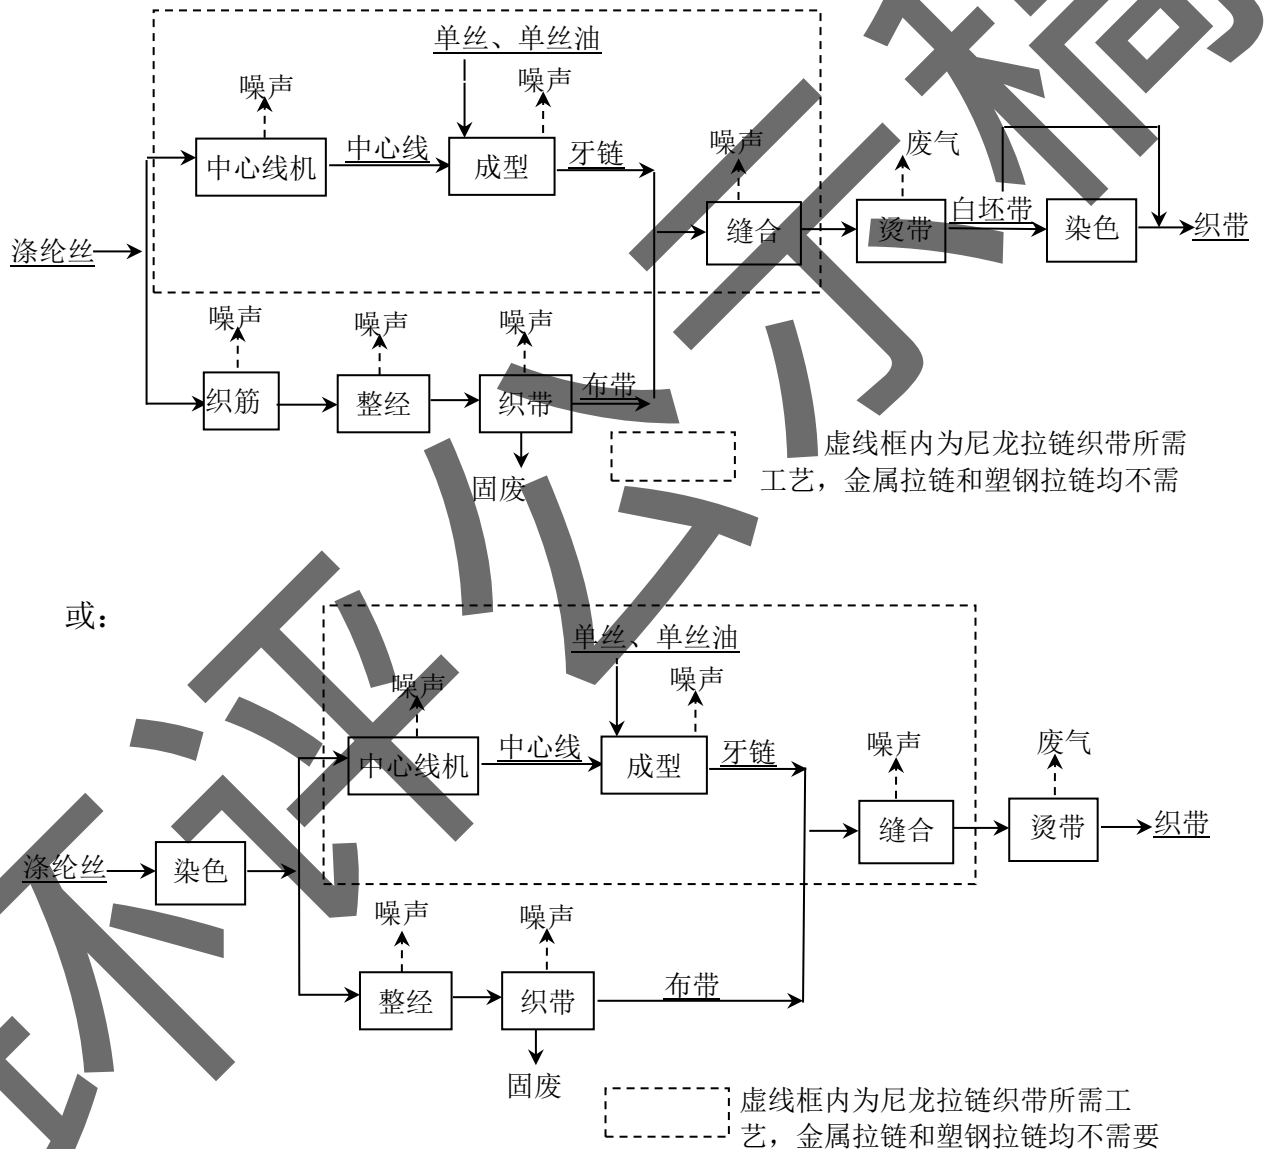 单丝、单丝油
噪声
噪声
中心线机
中心线
成型
牙链
噪声
废气
涤纶丝
缝合
烫带
白坯带
染色
织带
噪声
噪声
噪声
织筋
整经
织带
布带
固废
虚线框内为尼龙拉链织带所需
工艺，金属拉链和塑钢拉链均不需
或：
单丝、单丝油
噪声
噪声
中心线机
中心线
成型
牙链
噪声
废气
涤纶丝
染色
缝合
烫带
织带
噪声
噪声
整经
织带
布带
固废
虚线框内为尼龙拉链织带所需工
艺，金属拉链和塑钢拉链均不需要
环评公示稿